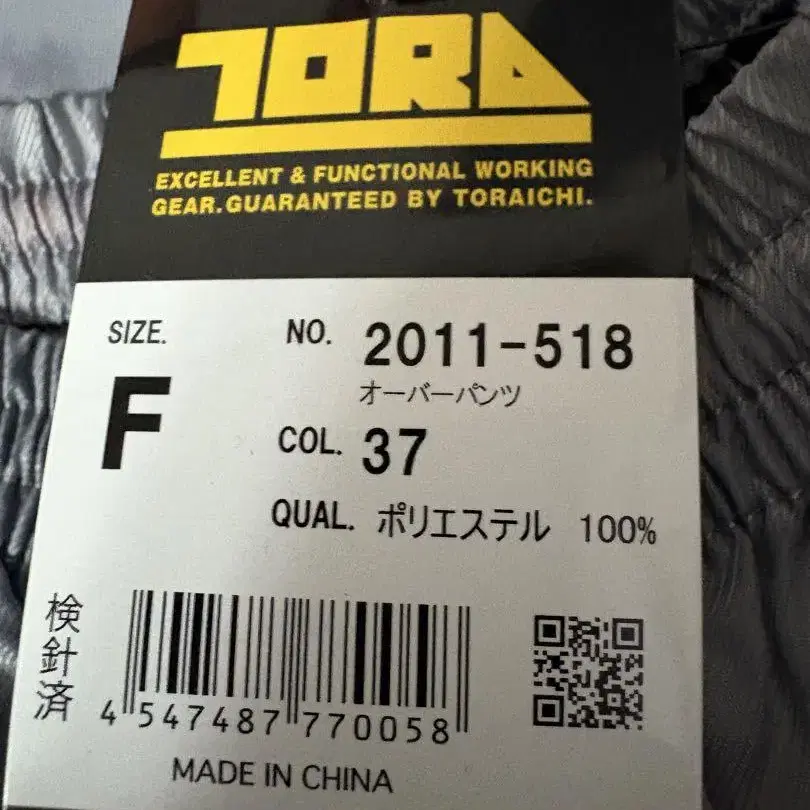 TORA
EXCELLENT & FUNCTIONAL WORKING
GEAR. GUARANTEED BY TORAICHI.
SIZE.
F
NO. 2011-518
オーバーパンツ
COL. 37
QUAL. ポリエステル 100%
検針済
4 547487 770058
MADE IN CHINA